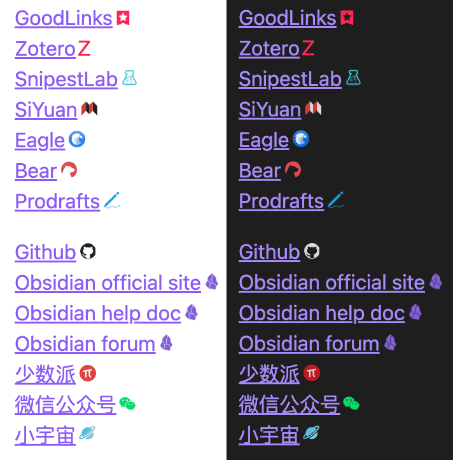 GoodLinks
Zotero
SnipestLab
SiYuan
Eagle
Bear
Prodrafts
Github
Obsidian official site
Obsidian help doc
Obsidian forum
少数派
微信公众号
小宇宙
GoodLinks
Zotero
SnipestLab
SiYuan
Eagle
Bear
Prodrafts
Github
Obsidian official site
Obsidian help doc
Obsidian forum
少数派
微信公众号
小宇宙